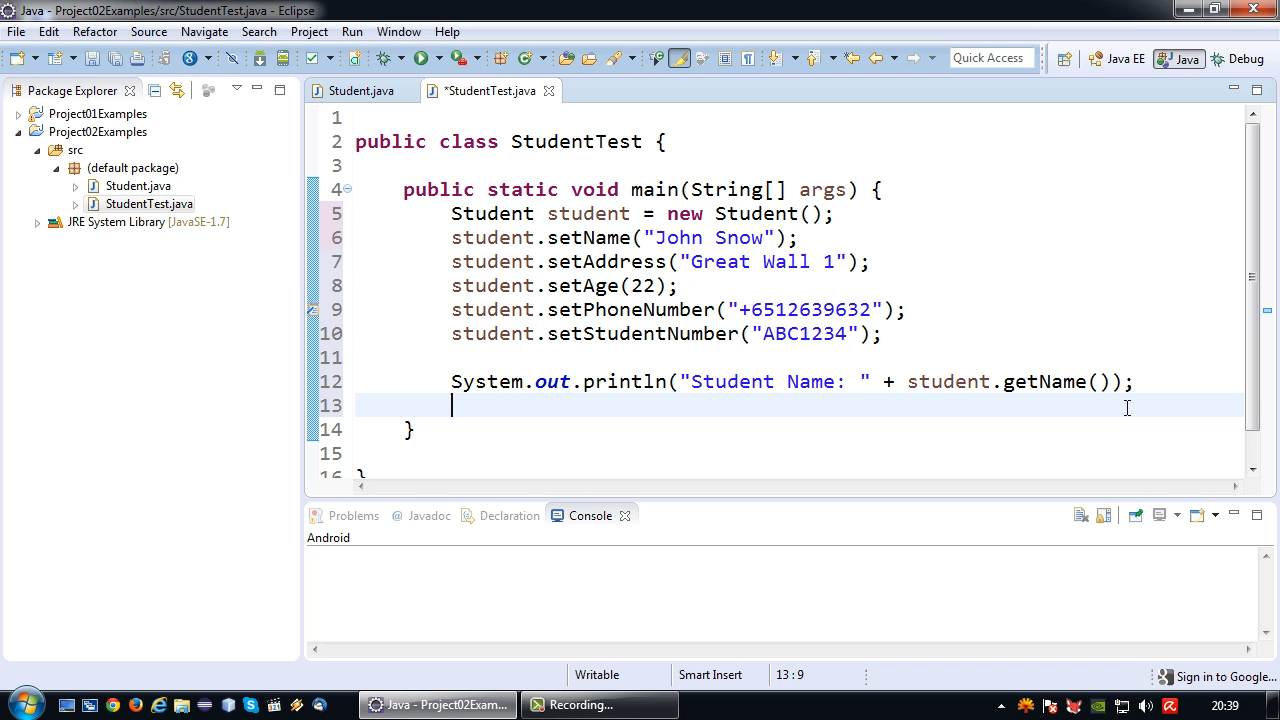 Java - Project02Examples/src/StudentTest.java - Eclipse
File Edit Refactor Source Navigate Search Project Run Window Help
Quick Access Java EE Java Debug
Package Explorer
Project01Examples
Project02Examples
src
(default package)
Student.java
StudentTest.java
JRE System Library [JavaSE-1.7]
Student.java *StudentTest.java
1
2 public class StudentTest {
3
4 public static void main(String[] args) {
5 Student student = new Student();
6 student.setName("John Snow");
7 student.setAddress("Great Wall 1");
8 student.setAge(22);
9 student.setPhoneNumber("+6512639632");
10 student.setStudentNumber("ABC1234");
11
12 System.out.println("Student Name: " + student.getName());
13
14 }
15
16 }
Problems @ Javadoc Declaration Console
Android
Writable Smart Insert 13 : 9 Sign in to Google...
Java - Project02Exam... Recording... 20:39